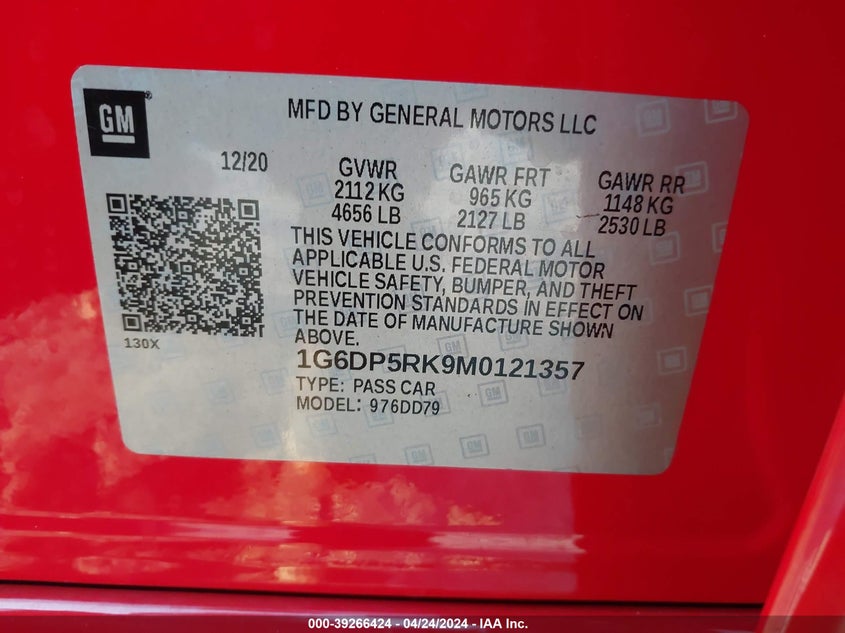 GM
MFD BY GENERAL MOTORS LLC
12/20
GVWR
2112 KG
4656 LB
GAWR FRT
965 KG
2127 LB
GAWR RR
1148 KG
2530 LB
THIS VEHICLE CONFORMS TO ALL
APPLICABLE U.S. FEDERAL MOTOR
VEHICLE SAFETY, BUMPER, AND THEFT
PREVENTION STANDARDS IN EFFECT ON
THE DATE OF MANUFACTURE SHOWN
ABOVE.
130X
1G6DP5RK9M0121357
TYPE: PASS CAR
MODEL: 976DD79
000-39266424 - 04/24/2024 - IAA Inc.